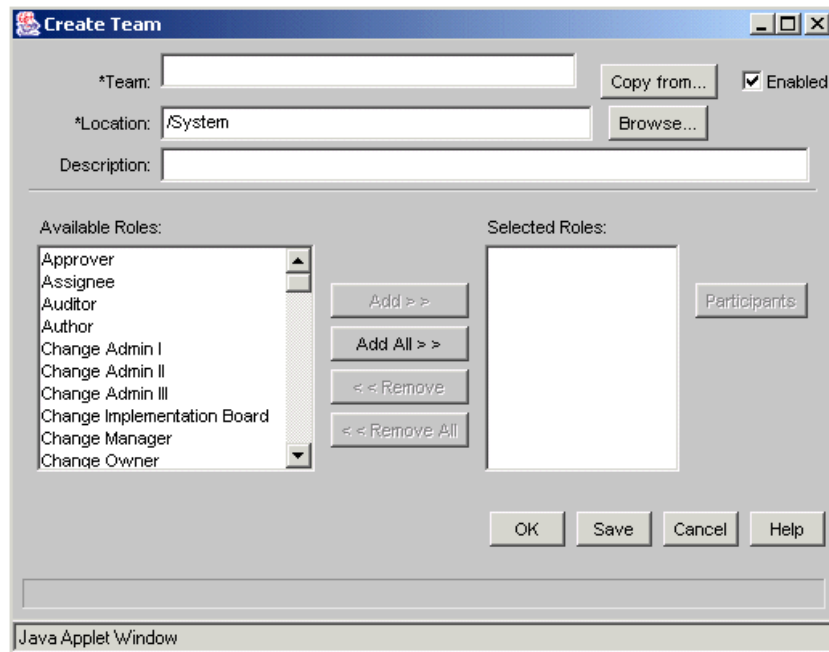 Create Team
*Team:
Copy from...
Enabled
*Location:
/System
Browse...
Description:
Available Roles:
Selected Roles:
Approver
Assignee
Auditor
Author
Change Admin I
Change Admin II
Change Admin III
Change Implementation Board
Change Manager
Change Owner
Add > >
Add All > >
< < Remove
< < Remove All
Participants
OK
Save
Cancel
Help
Java Applet Window